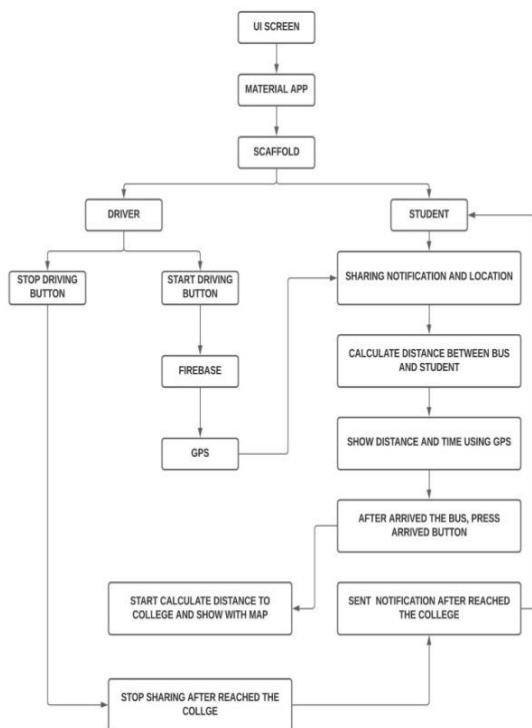 UI SCREEN
MATERIAL APP
SCAFFOLD
DRIVER
STUDENT
STOP DRIVING
BUTTON
START DRIVING
BUTTON
SHARING NOTIFICATION AND LOCATION
FIREBASE
CALCULATE DISTANCE BETWEEN BUS
AND STUDENT
GPS
SHOW DISTANCE AND TIME USING GPS
AFTER ARRIVED THE BUS, PRESS
ARRIVED BUTTON
START CALCULATE DISTANCE TO
COLLEGE AND SHOW WITH MAP
SENT NOTIFICATION AFTER REACHED
THE COLLEGE
STOP SHARING AFTER REACHED THE
COLLGE